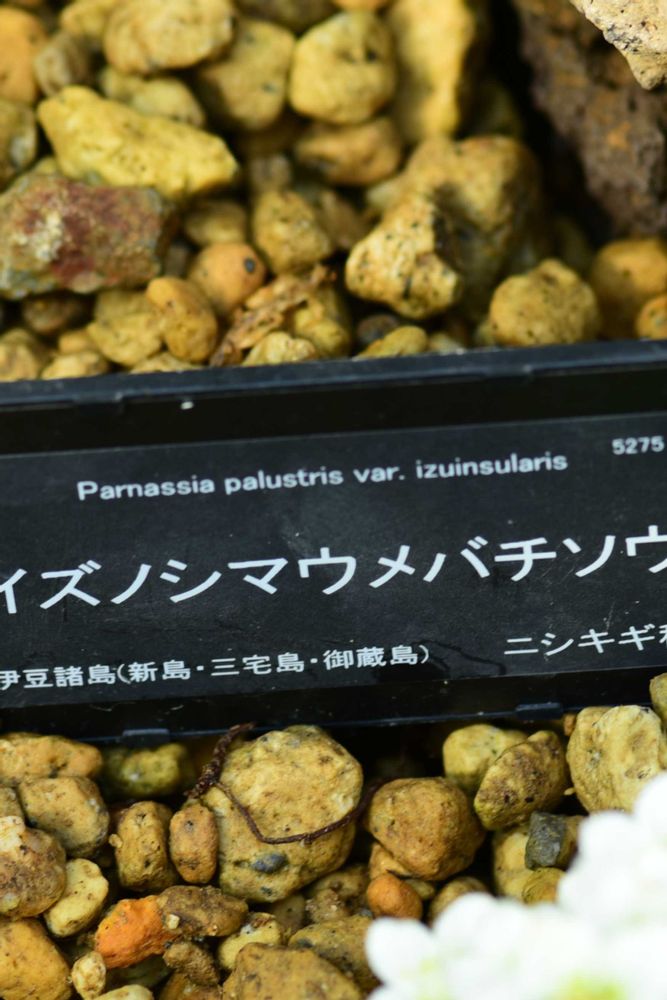 Parnassia palustris var. izuinsularis 5275
イズノシマウメバチソウ
伊豆諸島(新島・三宅島・御蔵島) ニシキギ科